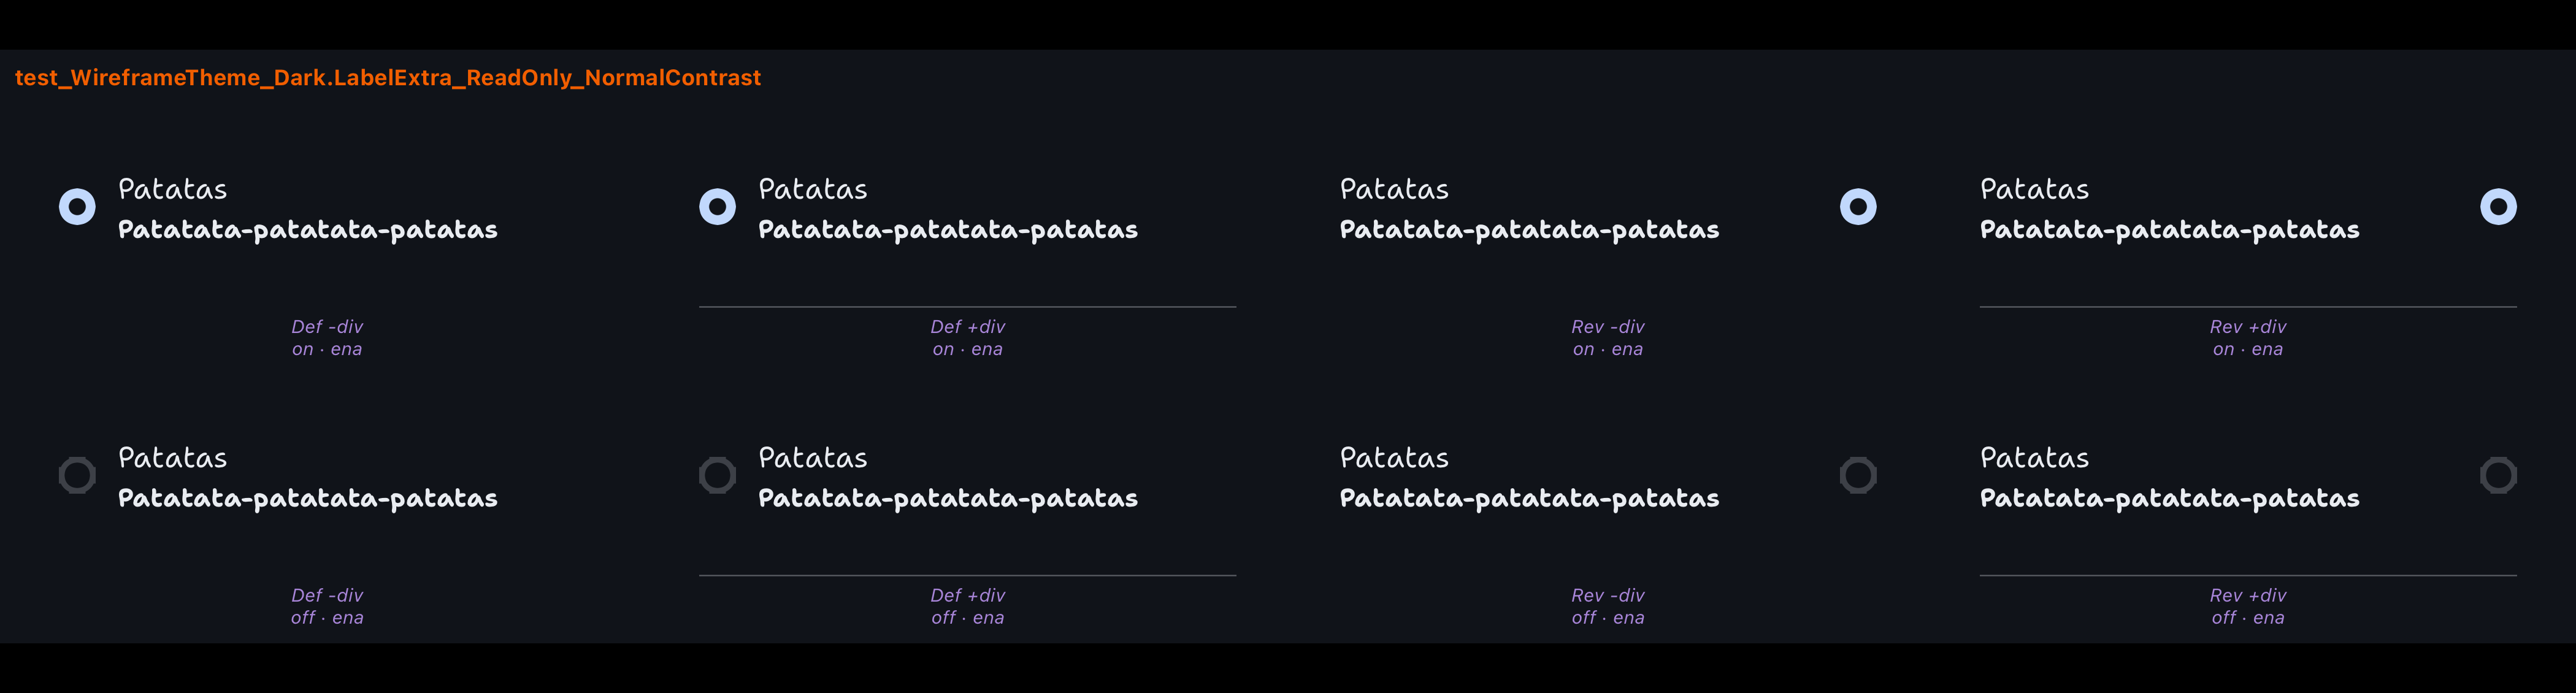 test_WireframeTheme_Dark.LabelExtra_ReadOnly_NormalContrast
Patatas
Patatata-patatata-patatas
Def -div
on · ena
Patatas
Patatata-patatata-patatas
Def +div
on · ena
Patatas
Patatata-patatata-patatas
Rev -div
on · ena
Patatas
Patatata-patatata-patatas
Rev +div
on · ena
Patatas
Patatata-patatata-patatas
Def -div
off · ena
Patatas
Patatata-patatata-patatas
Def +div
off · ena
Patatas
Patatata-patatata-patatas
Rev -div
off · ena
Patatas
Patatata-patatata-patatas
Rev +div
off · ena